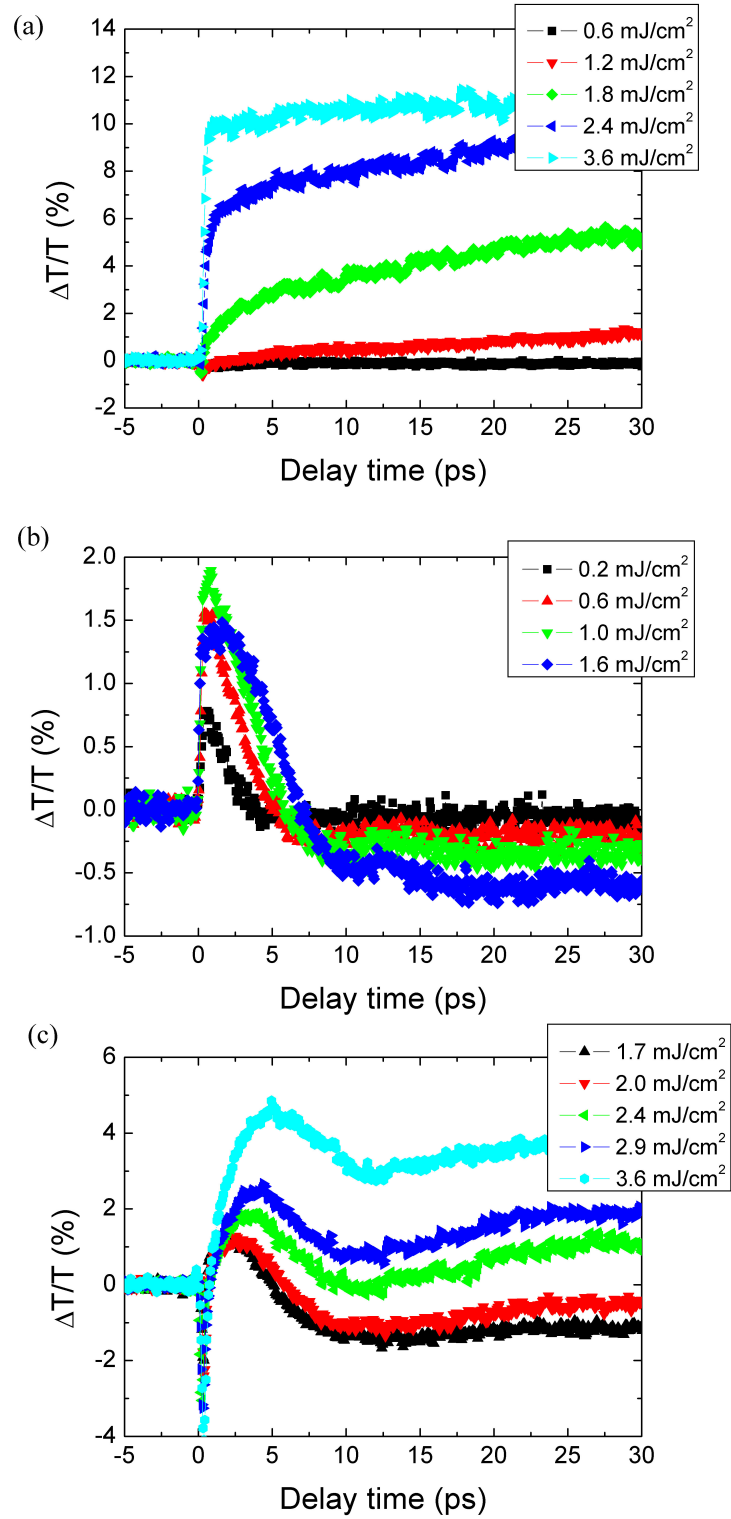 (a)
14
12
10
8
6
4
2
0
-2
ΔT/T (%)
0.6 mJ/cm²
1.2 mJ/cm²
1.8 mJ/cm²
2.4 mJ/cm²
3.6 mJ/cm²
-5 0 5 10 15 20 25 30
Delay time (ps)
(b)
2.0
1.5
1.0
0.5
0.0
-0.5
-1.0
ΔT/T (%)
0.2 mJ/cm²
0.6 mJ/cm²
1.0 mJ/cm²
1.6 mJ/cm²
-5 0 5 10 15 20 25 30
Delay time (ps)
(c)
6
4
2
0
-2
-4
ΔT/T (%)
1.7 mJ/cm²
2.0 mJ/cm²
2.4 mJ/cm²
2.9 mJ/cm²
3.6 mJ/cm²
-5 0 5 10 15 20 25 30
Delay time (ps)